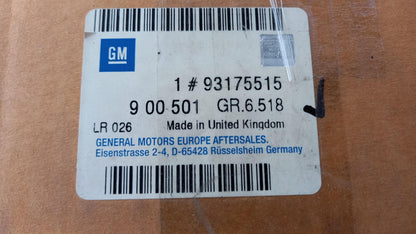 GM
1 # 93175515
9 00 501 GR.6.518
LR 026 Made in United Kingdom
GENERAL MOTORS EUROPE AFTERSALES.
Eisenstrasse 2-4, D-65428 Rüsselsheim Germany